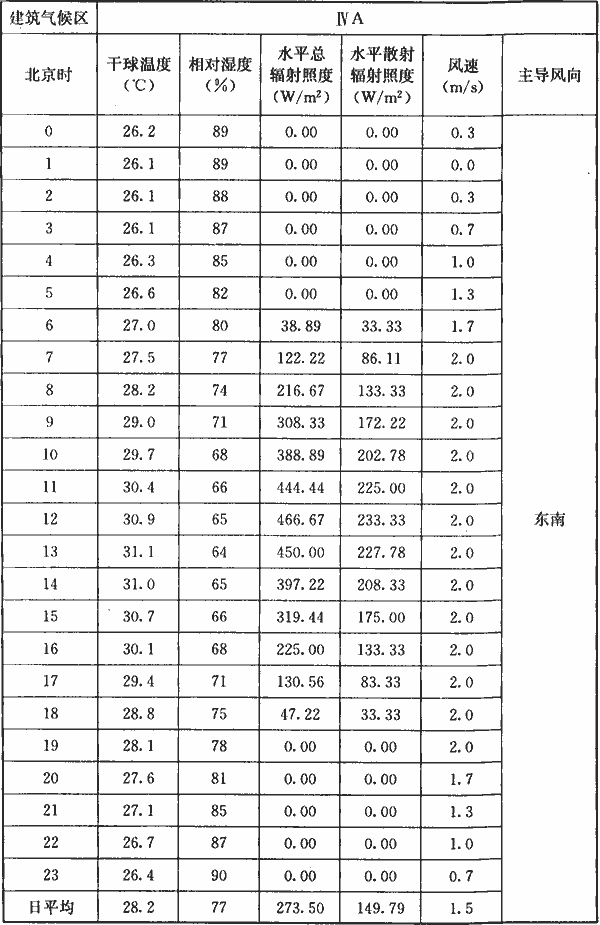 建筑气候区 ⅣA
北京时 干球温度(℃) 相对湿度(%) 水平总辐射照度(W/m²) 水平散射辐射照度(W/m²) 风速(m/s) 主导风向
0 26.2 89 0.00 0.00 0.3
1 26.1 89 0.00 0.00 0.0
2 26.1 88 0.00 0.00 0.3
3 26.1 87 0.00 0.00 0.7
4 26.3 85 0.00 0.00 1.0
5 26.6 82 0.00 0.00 1.3
6 27.0 80 38.89 33.33 1.7
7 27.5 77 122.22 86.11 2.0
8 28.2 74 216.67 133.33 2.0
9 29.0 71 308.33 172.22 2.0
10 29.7 68 388.89 202.78 2.0
11 30.4 66 444.44 225.00 2.0
12 30.9 65 466.67 233.33 2.0 东南
13 31.1 64 450.00 227.78 2.0
14 31.0 65 397.22 208.33 2.0
15 30.7 66 319.44 175.00 2.0
16 30.1 68 225.00 133.33 2.0
17 29.4 71 130.56 83.33 2.0
18 28.8 75 47.22 33.33 2.0
19 28.1 78 0.00 0.00 2.0
20 27.6 81 0.00 0.00 1.7
21 27.1 85 0.00 0.00 1.3
22 26.7 87 0.00 0.00 1.0
23 26.4 90 0.00 0.00 0.7
日平均 28.2 77 273.50 149.79 1.5